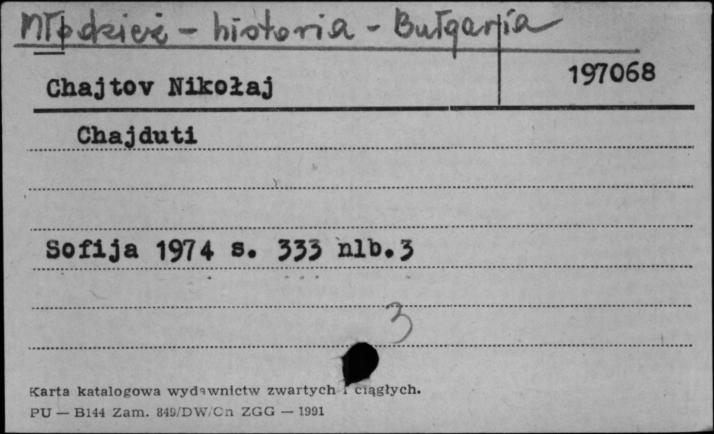 Młodzież - historia - Bułgaria
197068
Chajtov Nikołaj
Chajduti
Sofija 1974 s. 333 nlb.3
3
Karta katalogowa wydawnictw zwartych i ciągłych.
PU — B144 Zam. 849/DW/Cn ZGG — 1991